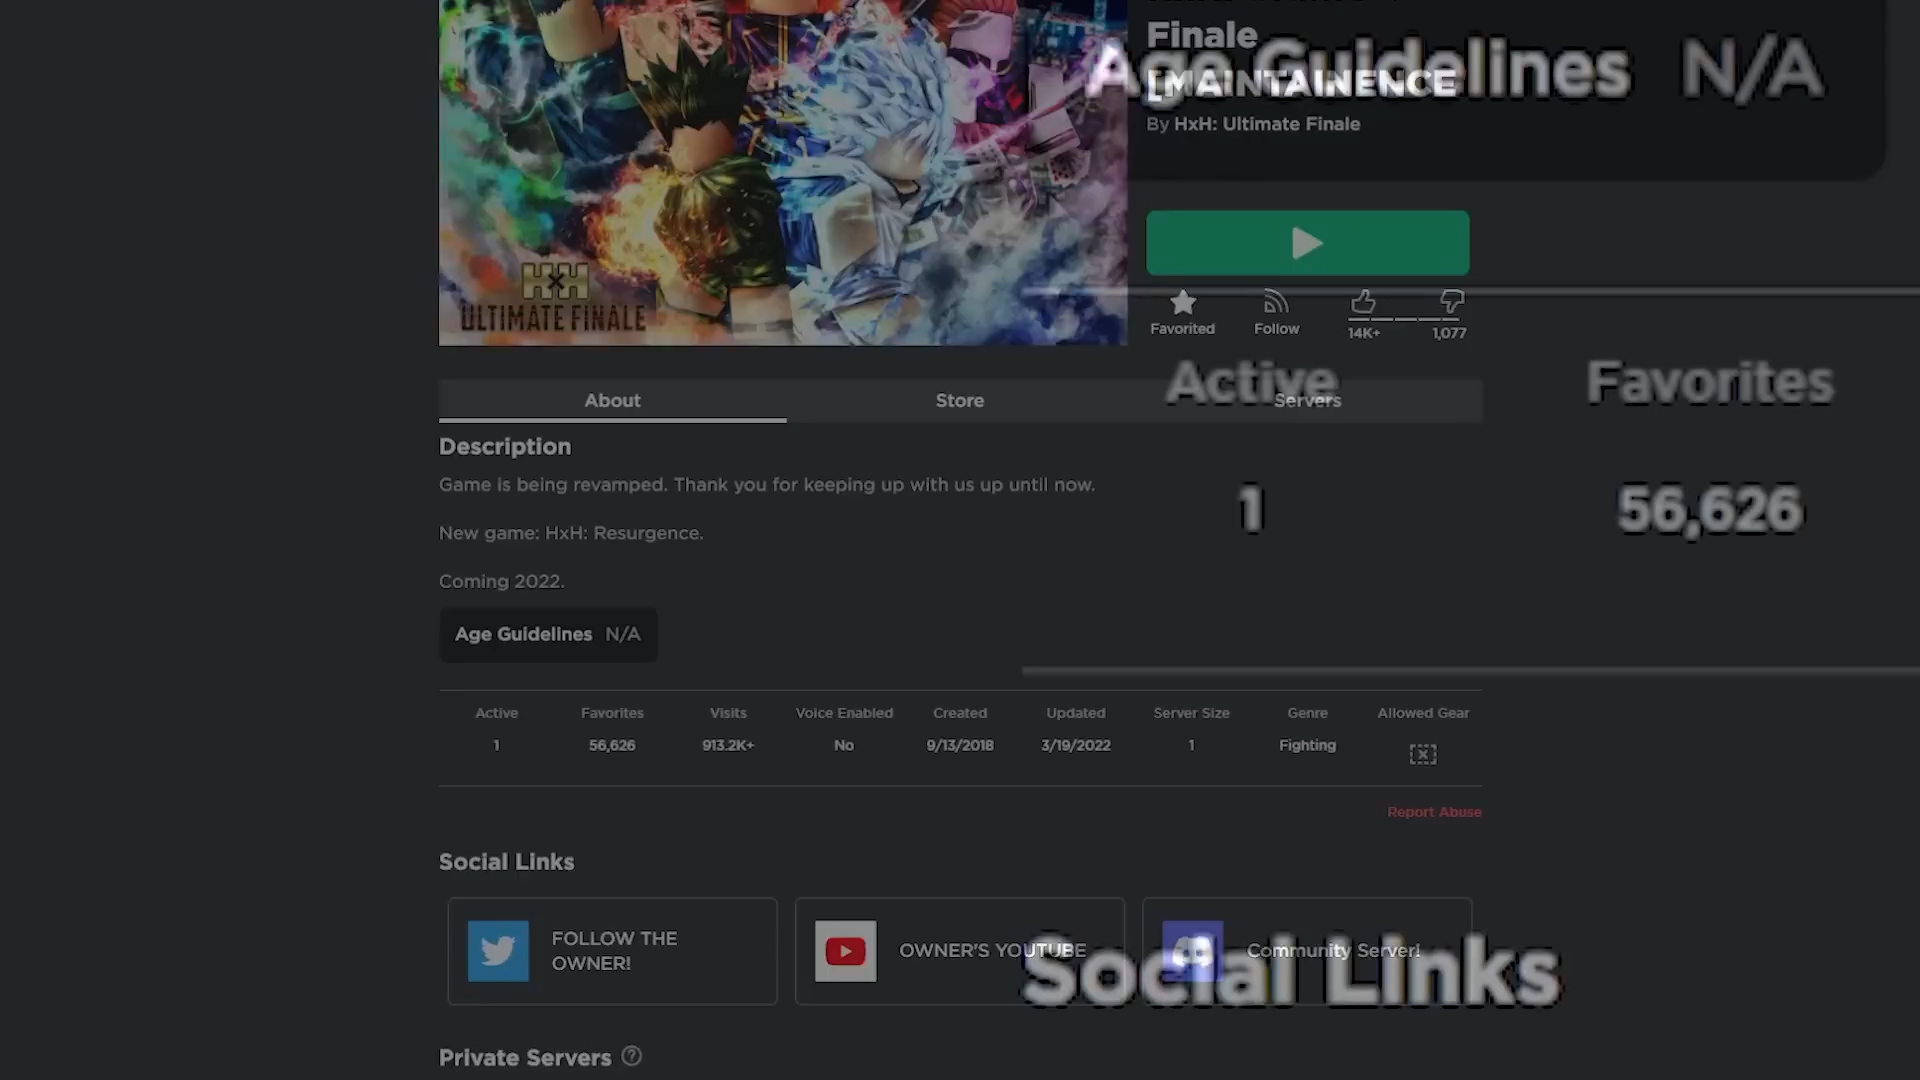 Finale
[MAINTAINENCE
By HxH: Ultimate Finale
Age Guidelines N/A
HxH
ULTIMATE FINALE
Favorited Follow 14K+ 1,077
About Store Servers
Active Favorites
1 56,626
Description
Game is being revamped. Thank you for keeping up with us up until now.
New game: HxH: Resurgence.
Coming 2022.
Age Guidelines N/A
Active Favorites Visits Voice Enabled Created Updated Server Size Genre Allowed Gear
1 56,626 913.2K+ No 9/13/2018 3/19/2022 1 Fighting
Report Abuse
Social Links
FOLLOW THE
OWNER!
OWNER'S YOUTUBE
Community Server!
Social Links
Private Servers